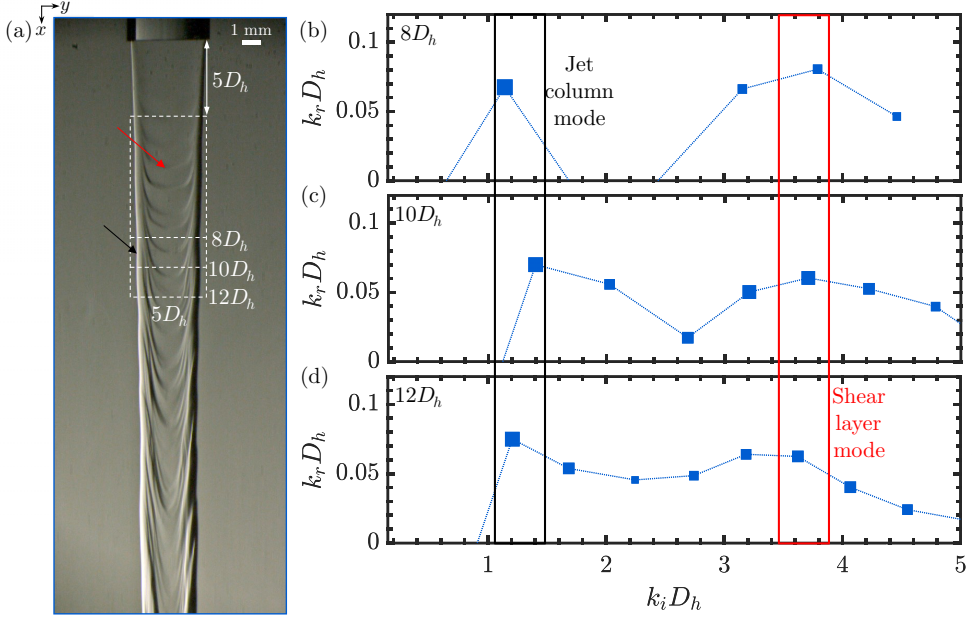 (a)
x
y
1 mm
5D_h
8D_h
10D_h
12D_h
5D_h
(b)
8D_h
k_r D_h
0.1
0.05
0
Jet
column
mode
(c)
10D_h
k_r D_h
0.1
0.05
0
(d)
12D_h
k_r D_h
0.1
0.05
0
Shear
layer
mode
1 2 3 4 5
k_i D_h